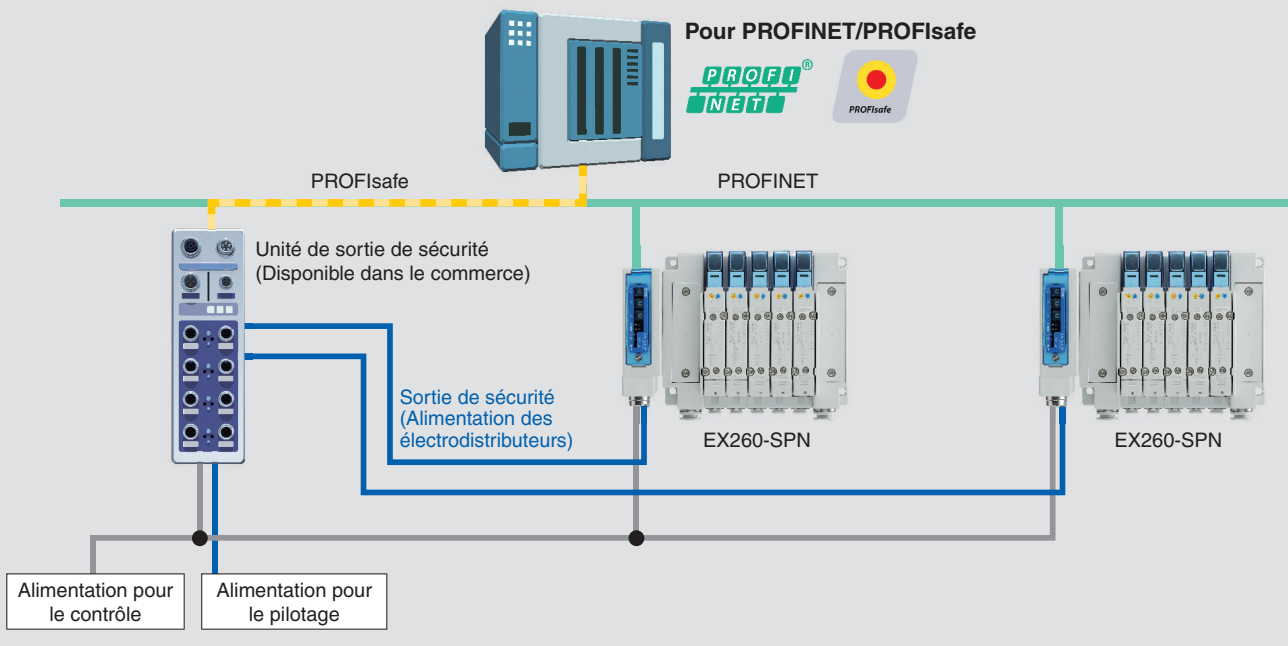 Pour PROFINET/PROFIsafe
PROFI
NET®
PROFIsafe
PROFIsafe
PROFINET
Unité de sortie de sécurité
(Disponible dans le commerce)
Sortie de sécurité
(Alimentation des
électrodistributeurs)
EX260-SPN
EX260-SPN
Alimentation pour
le contrôle
Alimentation pour
le pilotage